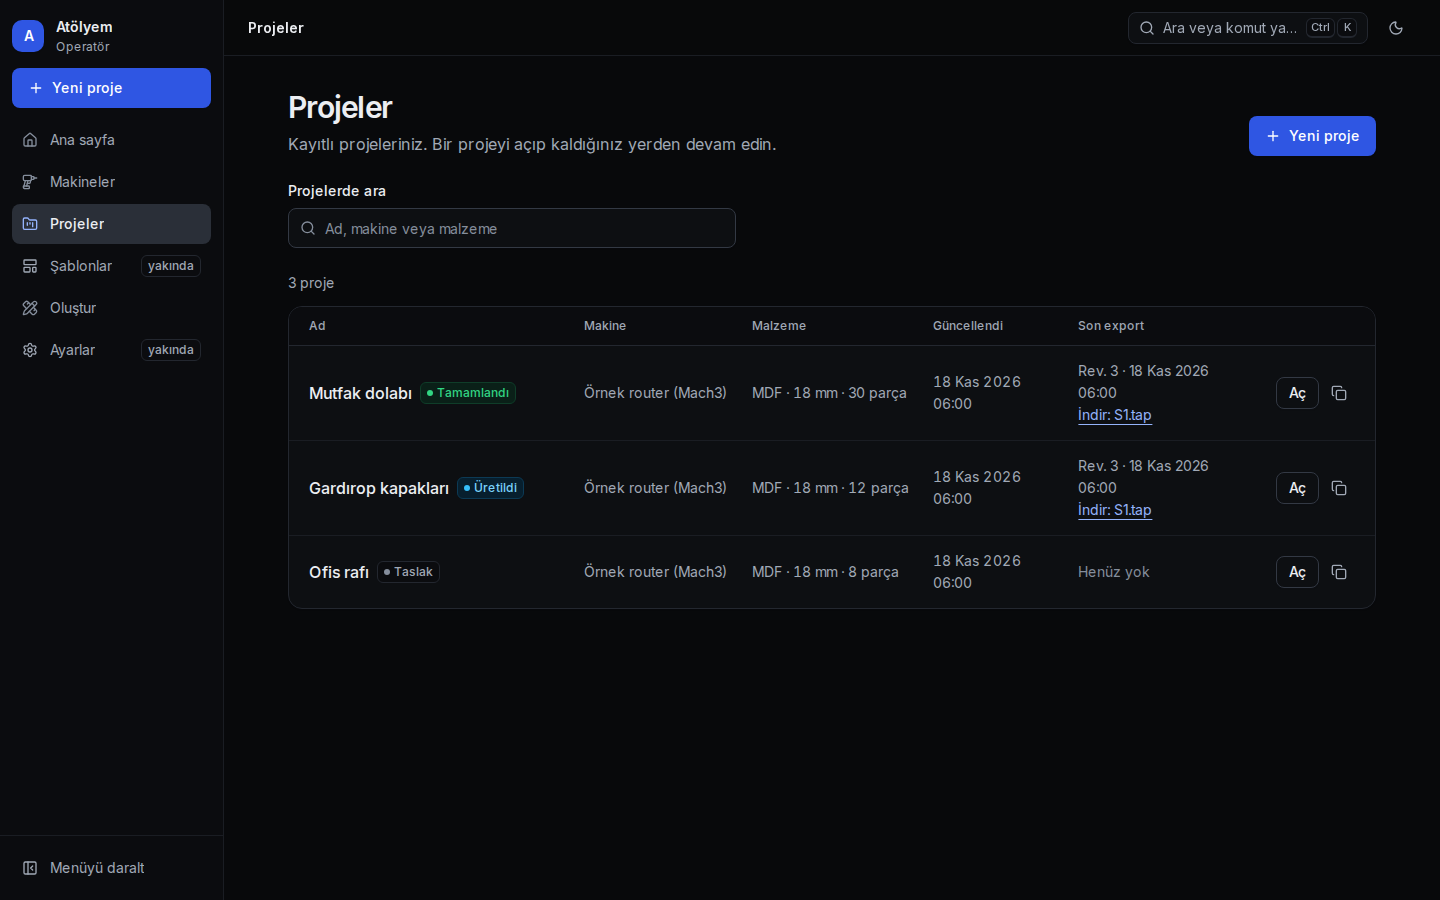 A
Atölyem
Operatör
Yeni proje
Ana sayfa
Makineler
Projeler
Şablonlar yakında
Oluştur
Ayarlar yakında
Menüyü daralt
Projeler
Ara veya komut ya... Ctrl K
Projeler
Kayıtlı projeleriniz. Bir projeyi açıp kaldığınız yerden devam edin.
Yeni proje
Projelerde ara
Ad, makine veya malzeme
3 proje
Ad Makine Malzeme Güncellendi Son export
Mutfak dolabı Tamamlandı Örnek router (Mach3) MDF · 18 mm · 30 parça 18 Kas 2026 06:00 Rev. 3 · 18 Kas 2026 06:00 İndir: S1.tap Aç
Gardırop kapakları Üretildi Örnek router (Mach3) MDF · 18 mm · 12 parça 18 Kas 2026 06:00 Rev. 3 · 18 Kas 2026 06:00 İndir: S1.tap Aç
Ofis rafı Taslak Örnek router (Mach3) MDF · 18 mm · 8 parça 18 Kas 2026 06:00 Henüz yok Aç